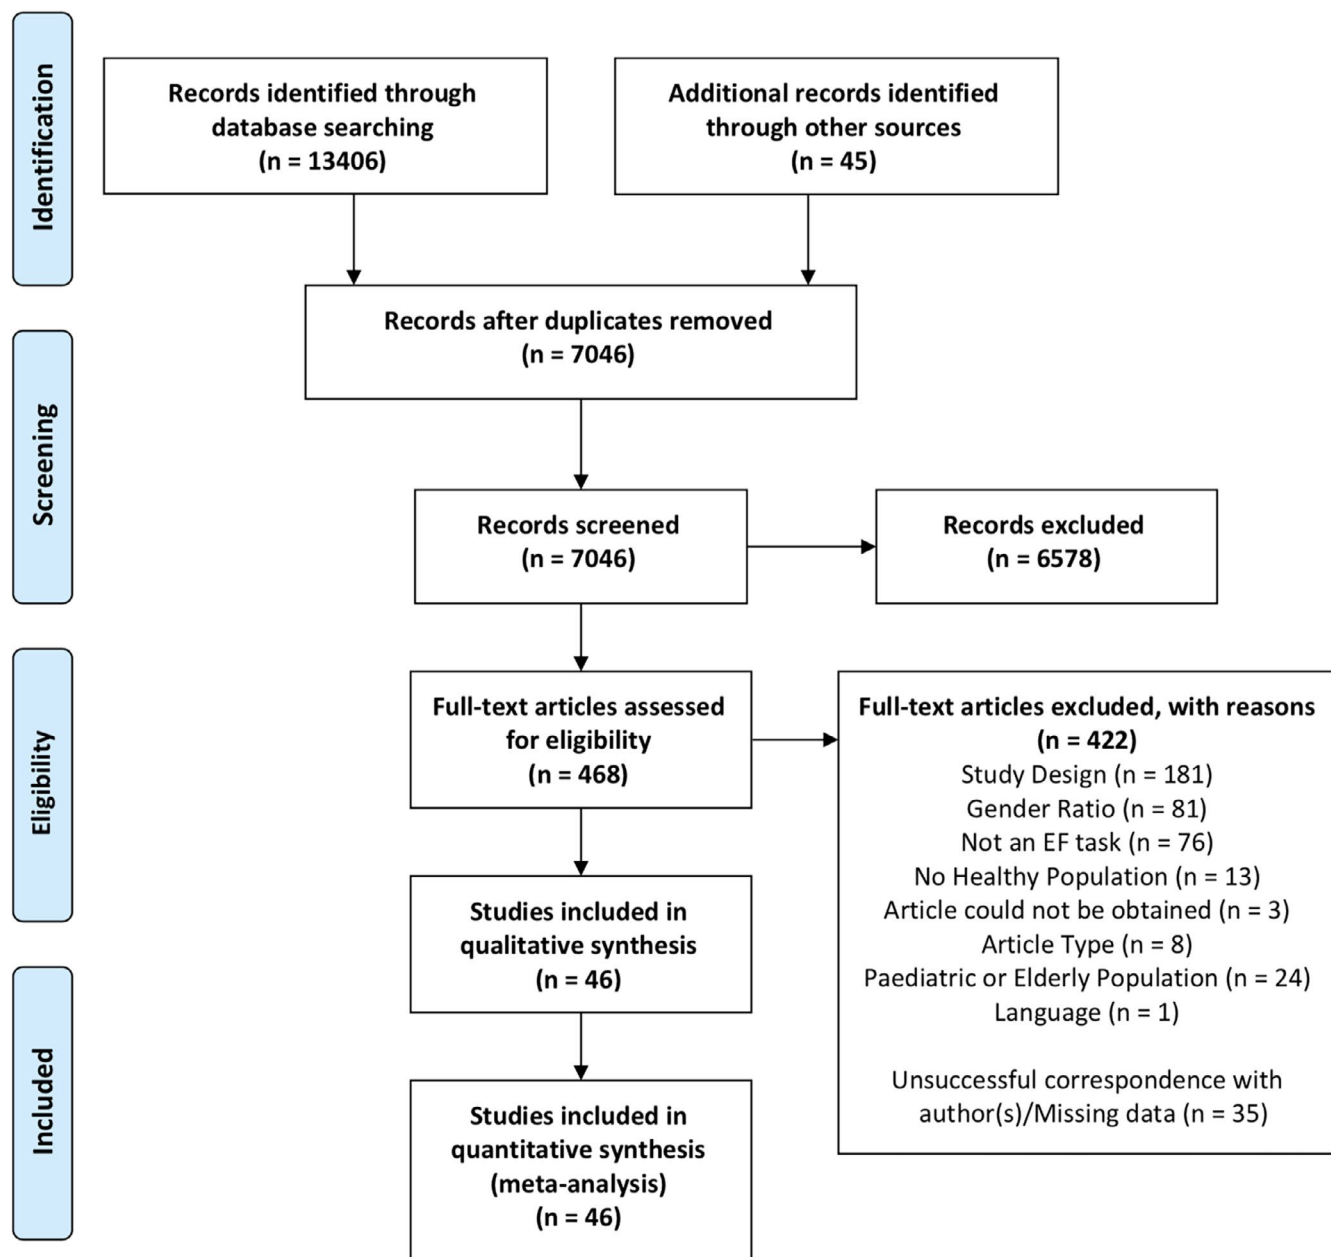 Identification
Records identified through
database searching
(n = 13406)
Additional records identified
through other sources
(n = 45)
Records after duplicates removed
(n = 7046)
Screening
Records screened
(n = 7046)
Records excluded
(n = 6578)
Eligibility
Full-text articles assessed
for eligibility
(n = 468)
Full-text articles excluded, with reasons
(n = 422)
Study Design (n = 181)
Gender Ratio (n = 81)
Not an EF task (n = 76)
No Healthy Population (n = 13)
Article could not be obtained (n = 3)
Article Type (n = 8)
Paediatric or Elderly Population (n = 24)
Language (n = 1)
Unsuccessful correspondence with
author(s)/Missing data (n = 35)
Studies included in
qualitative synthesis
(n = 46)
Included
Studies included in
quantitative synthesis
(meta-analysis)
(n = 46)